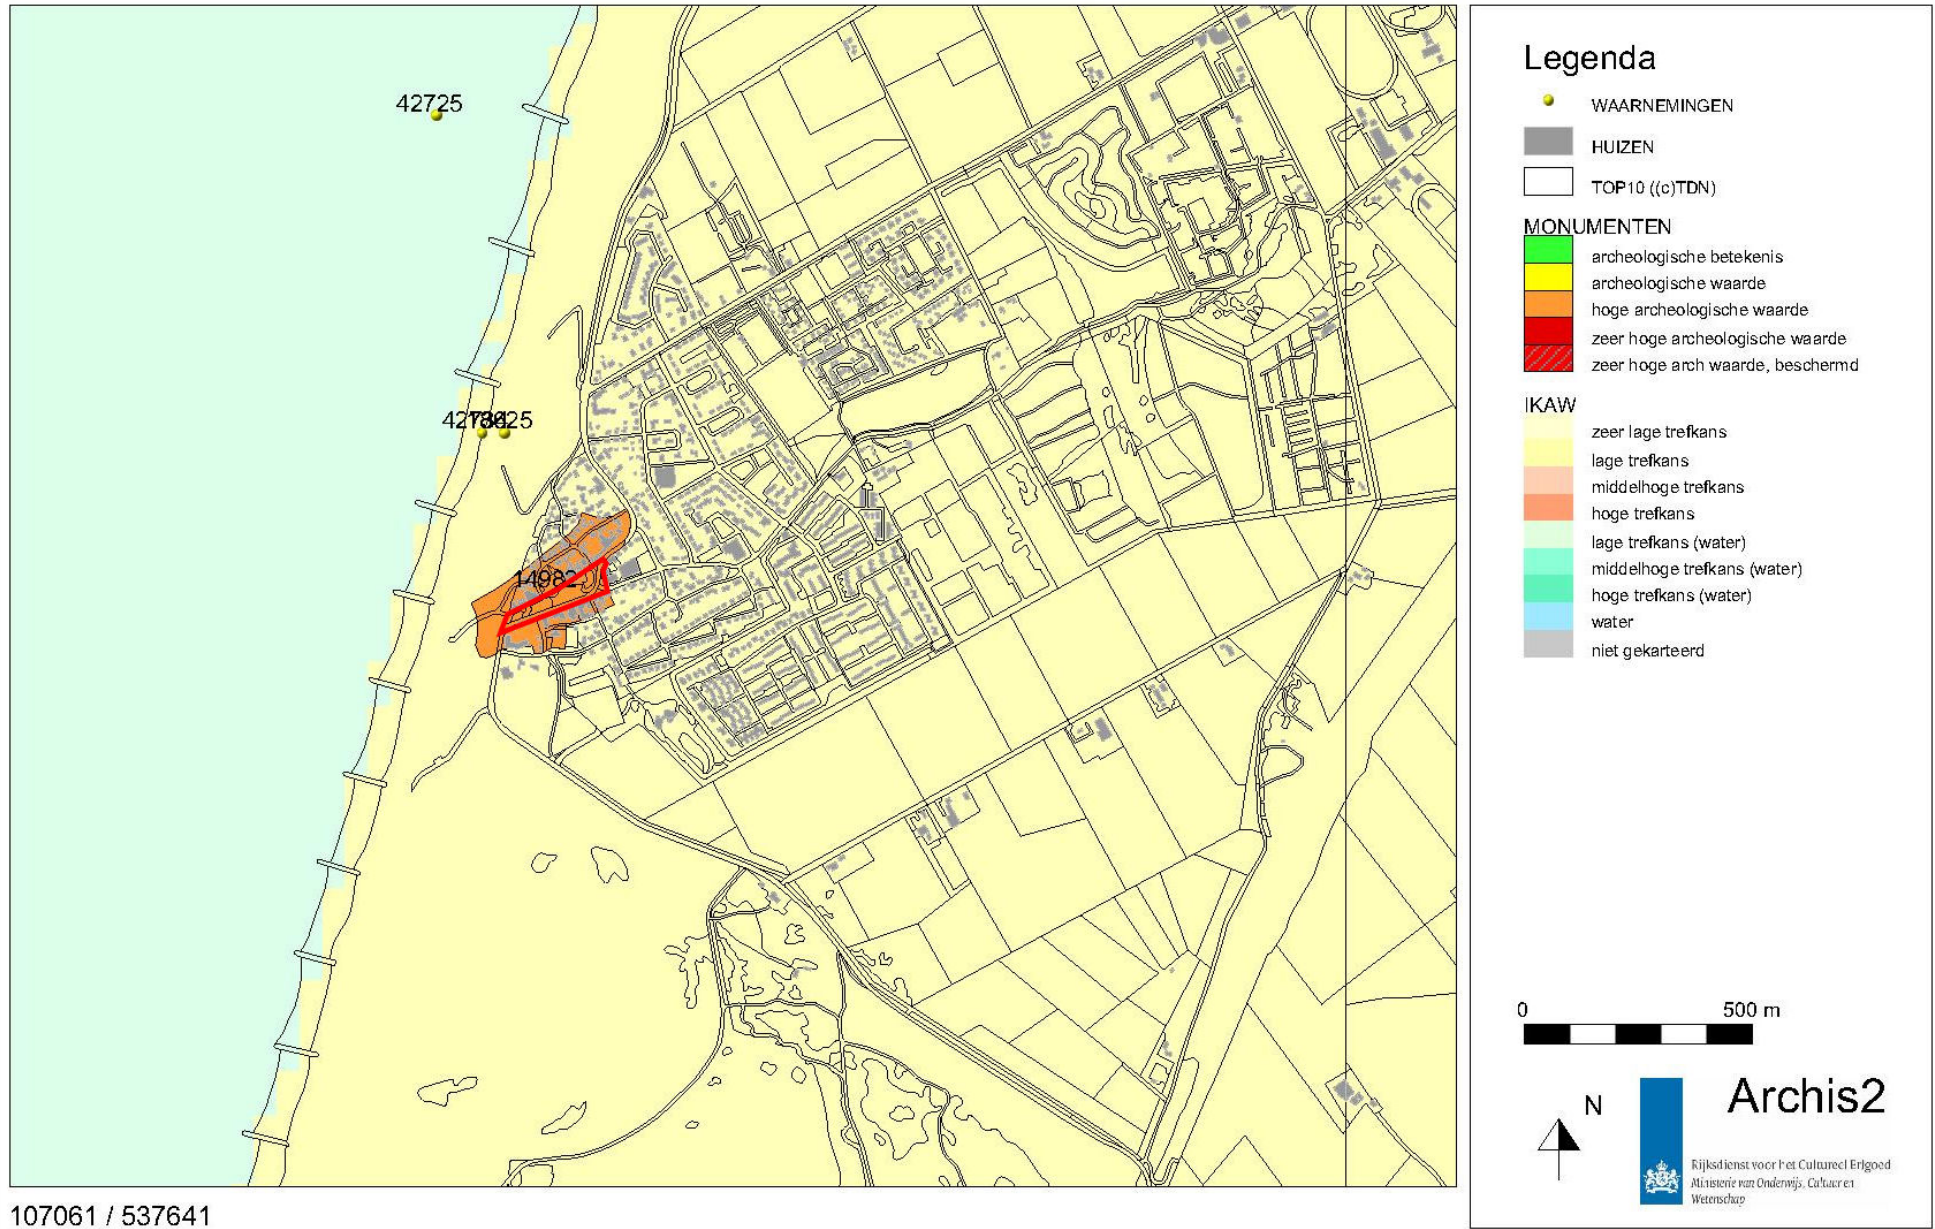 42725
14982
107061 / 537641
Legenda
WAARNEMINGEN
HUIZEN
TOP10 ((c)TDN)
MONUMENTEN
archeologische betekenis
archeologische waarde
hoge archeologische waarde
zeer hoge archeologische waarde
zeer hoge arch waarde, beschermd
IKAW
zeer lage trefkans
lage trefkans
middelhoge trefkans
hoge trefkans
lage trefkans (water)
middelhoge trefkans (water)
hoge trefkans (water)
water
niet gekarteerd
0 500 m
N
Archis2
Rijksdienst voor het Cultureel Erfgoed
Ministerie van Onderwijs, Cultuur en
Wetenschap